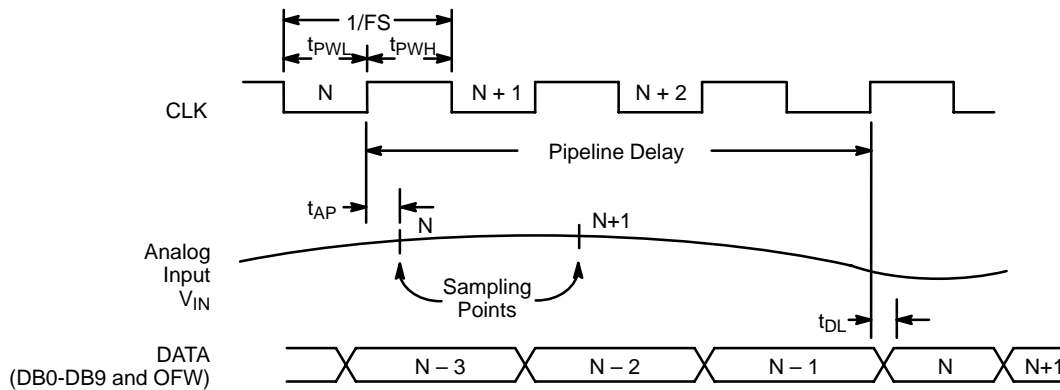 1/FS
tPWL tPWH
N N + 1 N + 2
CLK
Pipeline Delay
tAP
N N+1
Analog
Input
VIN
Sampling
Points
tDL
DATA
(DB0-DB9 and OFW)
N – 3 N – 2 N – 1 N N+1